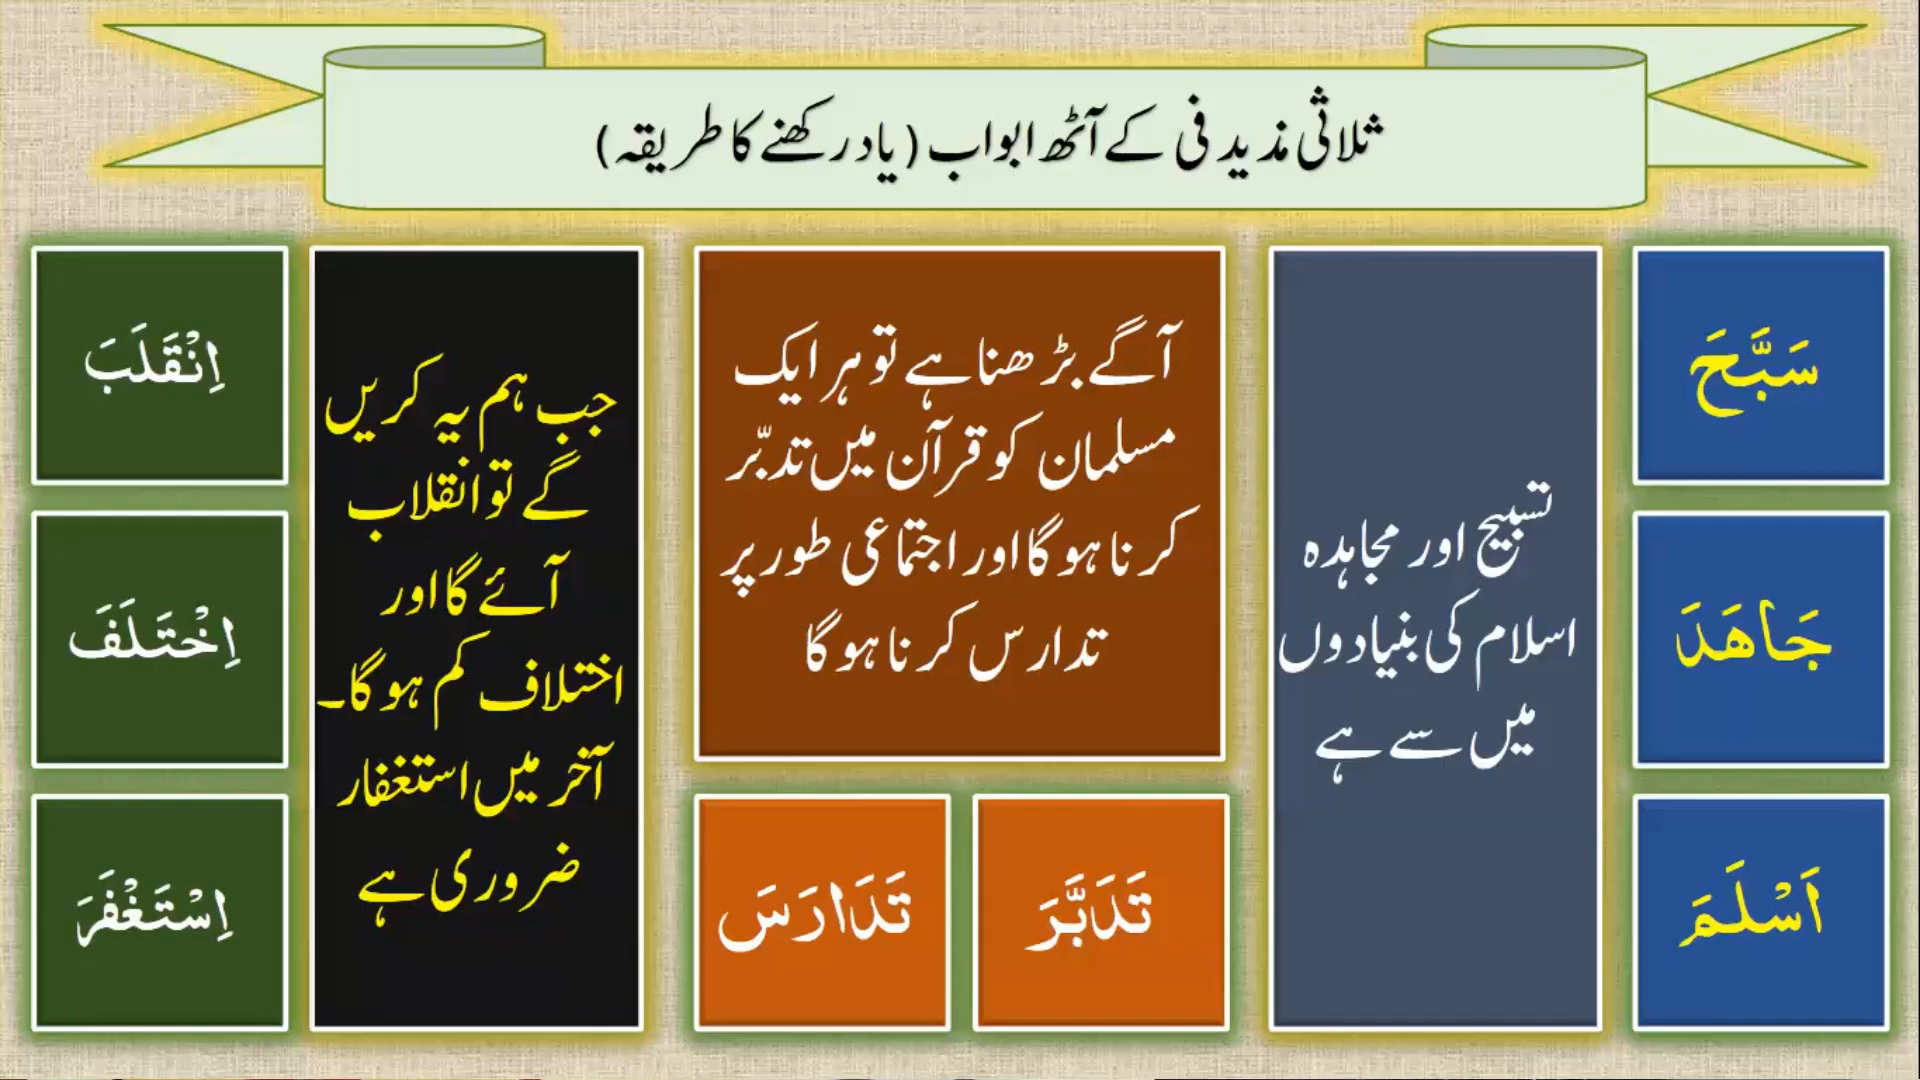 ثلاثی مذید فی کے آٹھ ابواب (یاد رکھنے کا طریقہ)
سَبَّحَ
جَاهَدَ
اَسْلَمَ
تسبیح اور مجاہدہ
اسلام کی بنیادوں
میں سے ہے
آگے بڑھنا ہے تو ہر ایک
مسلمان کو قرآن میں تدبّر
کرنا ہوگا اور اجتماعی طور پر
تدارس کرنا ہوگا
تَدَبَّرَ
تَدَارَسَ
جب ہم یہ کریں
گے تو انقلاب
آئے گا اور
اختلاف کم ہوگا۔
آخر میں استغفار
ضروری ہے
اِنْقَلَبَ
اِخْتَلَفَ
اِسْتَغْفَرَ